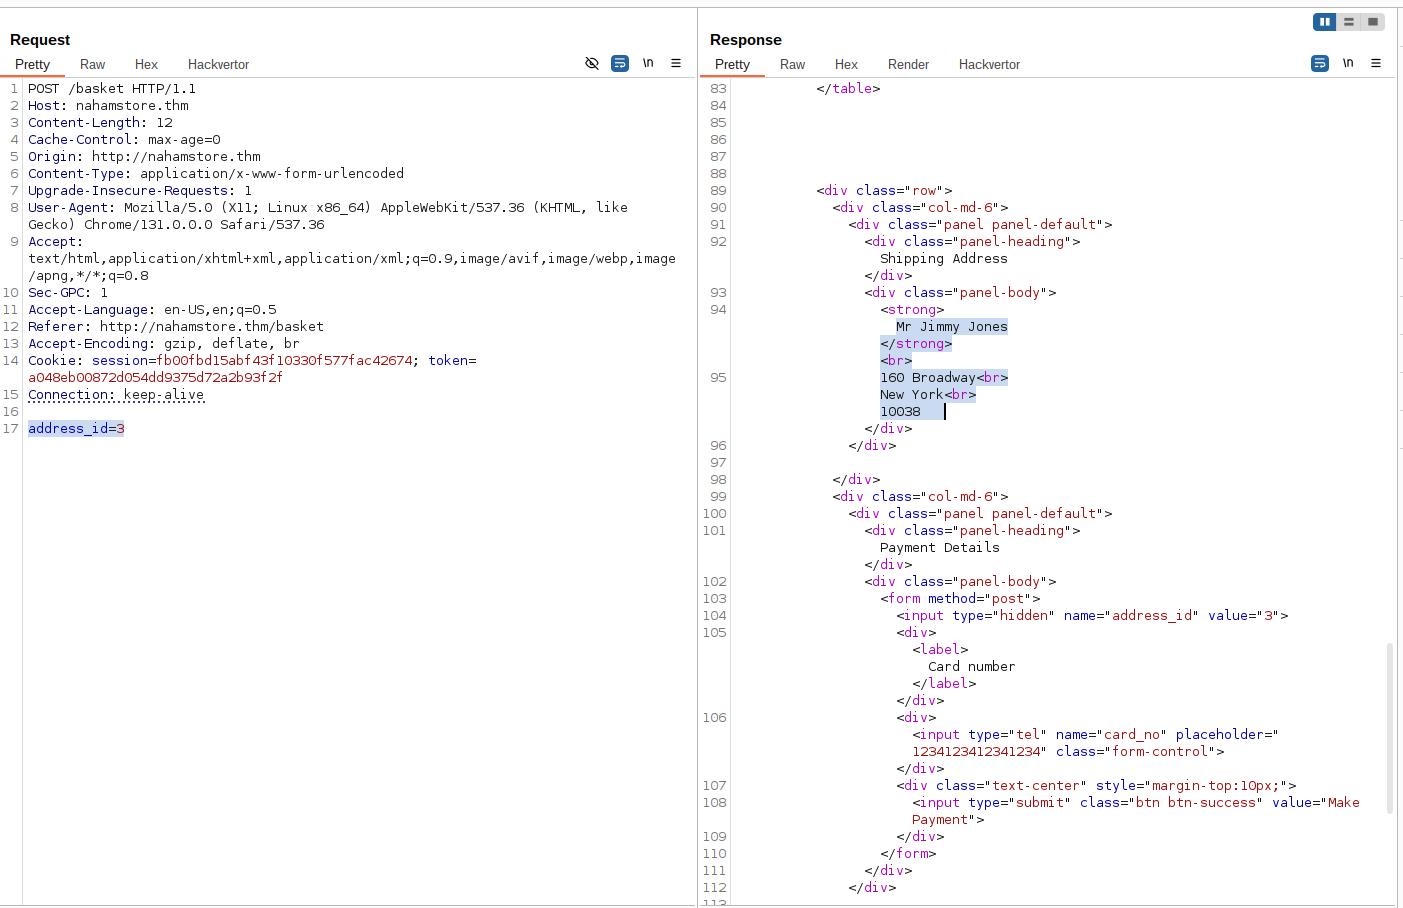 Request
Pretty Raw Hex Hackvertor \n
1 POST /basket HTTP/1.1
2 Host: nahamstore.thm
3 Content-Length: 12
4 Cache-Control: max-age=0
5 Origin: http://nahamstore.thm
6 Content-Type: application/x-www-form-urlencoded
7 Upgrade-Insecure-Requests: 1
8 User-Agent: Mozilla/5.0 (X11; Linux x86_64) AppleWebKit/537.36 (KHTML, like
Gecko) Chrome/131.0.0.0 Safari/537.36
9 Accept:
text/html,application/xhtml+xml,application/xml;q=0.9,image/avif,image/webp,image
/apng,*/*;q=0.8
10 Sec-GPC: 1
11 Accept-Language: en-US,en;q=0.5
12 Referer: http://nahamstore.thm/basket
13 Accept-Encoding: gzip, deflate, br
14 Cookie: session=fb00fbd15abf43f10330f577fac42674; token=
a048eb00872d054dd9375d72a2b93f2f
15 Connection: keep-alive
16
17 address_id=3
Response
Pretty Raw Hex Render Hackvertor \n
83 </table>
84
85
86
87
88
89 <div class="row">
90 <div class="col-md-6">
91 <div class="panel panel-default">
92 <div class="panel-heading">
Shipping Address
</div>
93 <div class="panel-body">
94 <strong>
Mr Jimmy Jones
</strong>
<br>
95 160 Broadway<br>
New York<br>
10038
</div>
96 </div>
97
98 </div>
99 <div class="col-md-6">
100 <div class="panel panel-default">
101 <div class="panel-heading">
Payment Details
</div>
102 <div class="panel-body">
103 <form method="post">
104 <input type="hidden" name="address_id" value="3">
105 <div>
<label>
Card number
</label>
</div>
106 <div>
<input type="tel" name="card_no" placeholder="
1234123412341234" class="form-control">
</div>
107 <div class="text-center" style="margin-top:10px;">
108 <input type="submit" class="btn btn-success" value="Make
Payment">
109 </div>
110 </form>
111 </div>
112 </div>
113